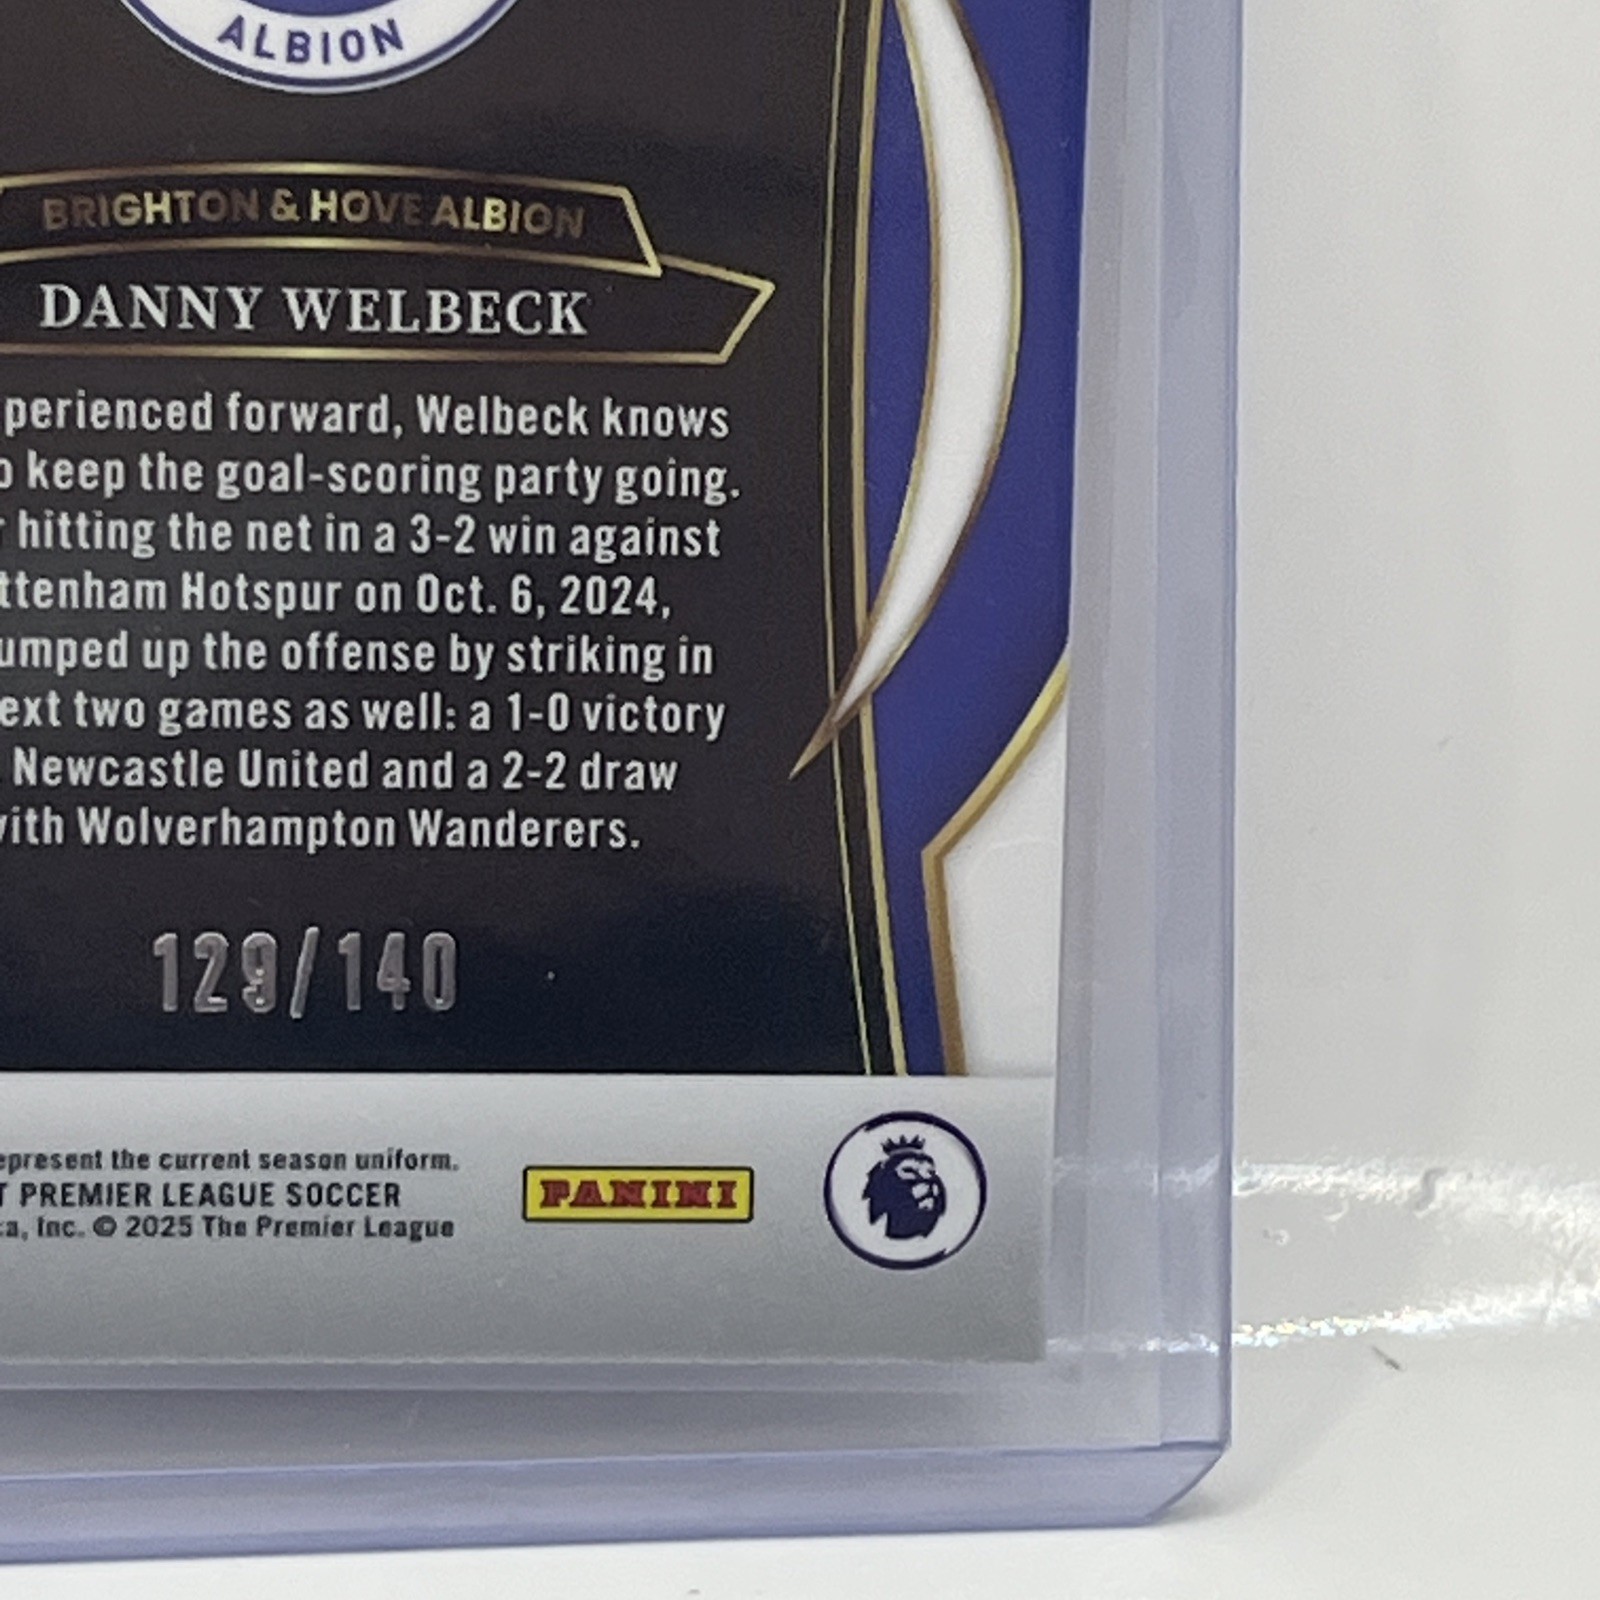 ALBION
BRIGHTON & HOVE ALBION
DANNY WELBECK
perienced forward, Welbeck knows
o keep the goal-scoring party going.
r hitting the net in a 3-2 win against
ttenham Hotspur on Oct. 6, 2024,
umped up the offense by striking in
ext two games as well: a 1-0 victory
Newcastle United and a 2-2 draw
vith Wolverhampton Wanderers.
129/140
epresent the current season uniform.
T PREMIER LEAGUE SOCCER
ca, Inc. © 2025 The Premier League
PANINI